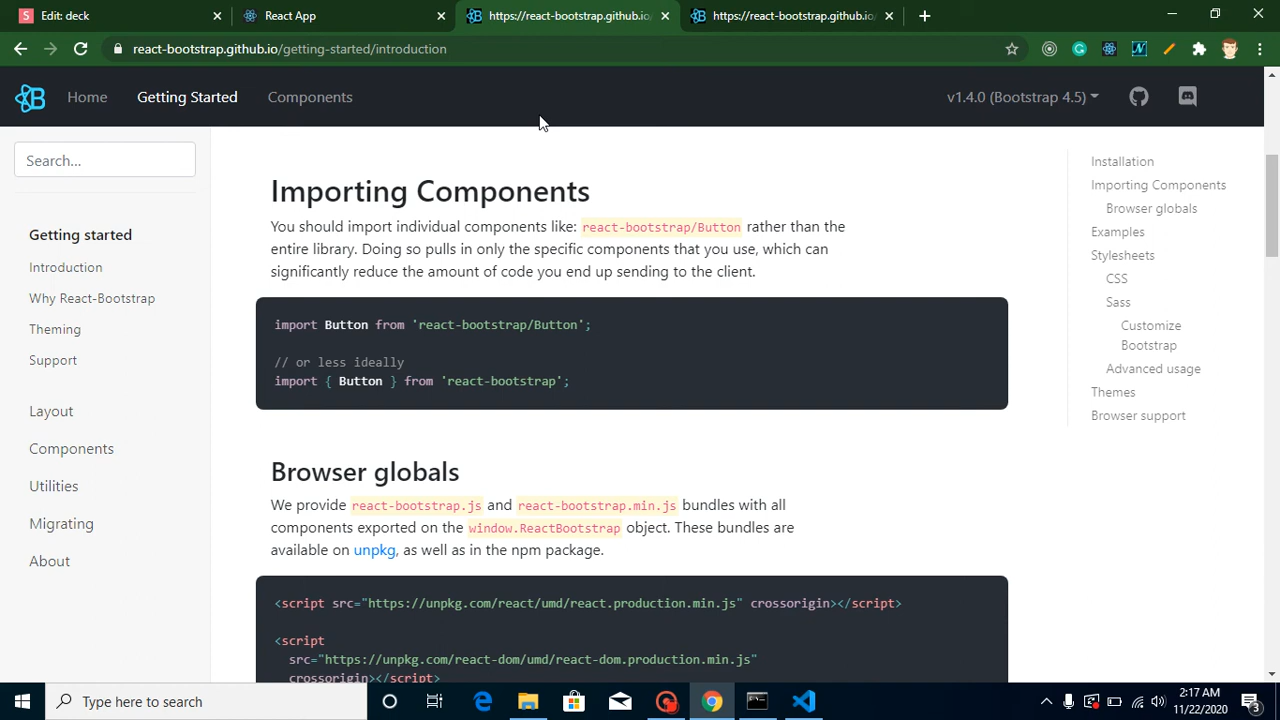 Edit: deck
React App
https://react-bootstrap.github.io/
https://react-bootstrap.github.io/
react-bootstrap.github.io/getting-started/introduction
Home
Getting Started
Components
v1.4.0 (Bootstrap 4.5)
Search...
Getting started
Introduction
Why React-Bootstrap
Theming
Support
Layout
Components
Utilities
Migrating
About
Importing Components
You should import individual components like: react-bootstrap/Button rather than the
entire library. Doing so pulls in only the specific components that you use, which can
significantly reduce the amount of code you end up sending to the client.
import Button from 'react-bootstrap/Button';
// or less ideally
import { Button } from 'react-bootstrap';
Browser globals
We provide react-bootstrap.js and react-bootstrap.min.js bundles with all
components exported on the window.ReactBootstrap object. These bundles are
available on unpkg, as well as in the npm package.
<script src="https://unpkg.com/react/umd/react.production.min.js" crossorigin></script>
<script
src="https://unpkg.com/react-dom/umd/react-dom.production.min.js"
crossorigin></script>
Installation
Importing Components
Browser globals
Examples
Stylesheets
CSS
Sass
Customize
Bootstrap
Advanced usage
Themes
Browser support
Type here to search
2:17 AM
11/22/2020
3